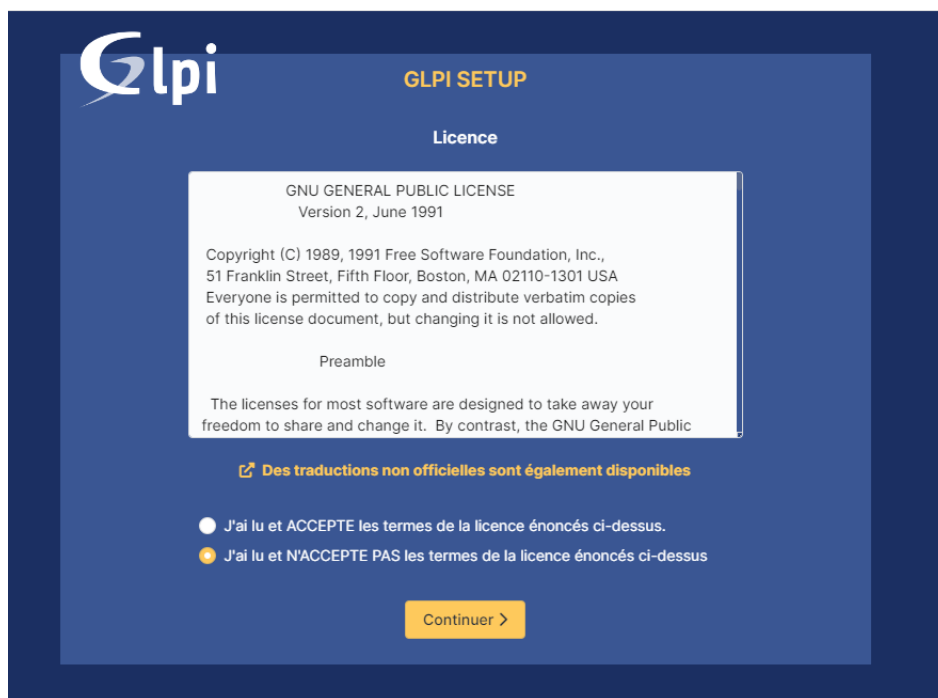 Glpi
GLPI SETUP
Licence
GNU GENERAL PUBLIC LICENSE
Version 2, June 1991
Copyright (C) 1989, 1991 Free Software Foundation, Inc.,
51 Franklin Street, Fifth Floor, Boston, MA 02110-1301 USA
Everyone is permitted to copy and distribute verbatim copies
of this license document, but changing it is not allowed.
Preamble
The licenses for most software are designed to take away your
freedom to share and change it. By contrast, the GNU General Public
Des traductions non officielles sont également disponibles
J'ai lu et ACCEPTE les termes de la licence énoncés ci-dessus.
J'ai lu et N'ACCEPTE PAS les termes de la licence énoncés ci-dessus
Continuer >